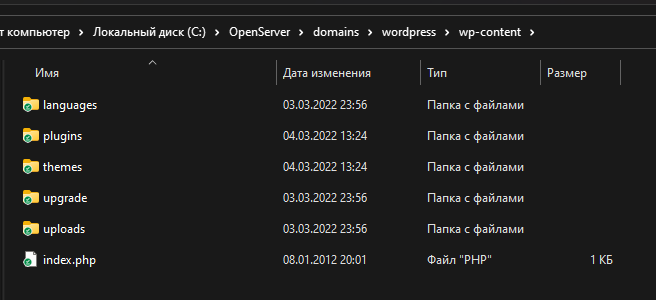 т компьютер > Локальный диск (C:) > OpenServer > domains > wordpress > wp-content >
Имя Дата изменения Тип Размер
languages 03.03.2022 23:56 Папка с файлами
plugins 04.03.2022 13:24 Папка с файлами
themes 04.03.2022 13:24 Папка с файлами
upgrade 03.03.2022 23:56 Папка с файлами
uploads 03.03.2022 23:56 Папка с файлами
index.php 08.01.2012 20:01 Файл "PHP" 1 КБ